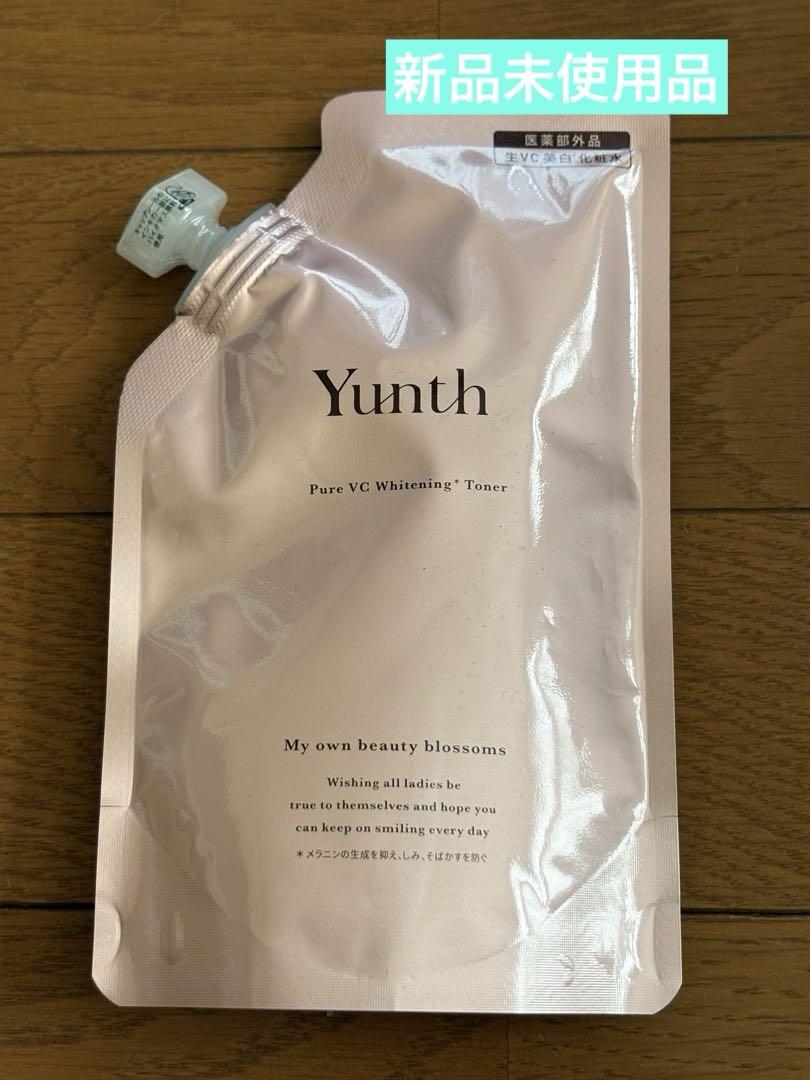 新品未使用品
医薬部外品
生VC 美白*化粧水
Yunth
Pure VC Whitening* Toner
My own beauty blossoms
Wishing all ladies be
true to themselves and hope you
can keep on smiling every day
＊メラニンの生成を抑え、しみ、そばかすを防ぐ